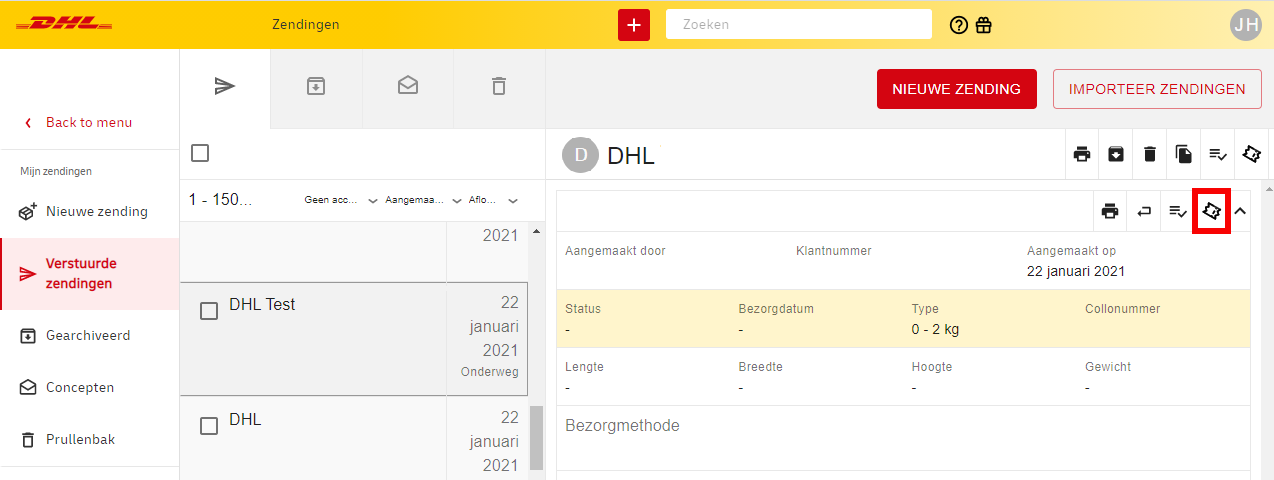 DHL
Zendingen
Zoeken
JH
NIEUWE ZENDING
IMPORTEER ZENDINGEN
Back to menu
Mijn zendingen
Nieuwe zending
Verstuurde
zendingen
Gearchiveerd
Concepten
Prullenbak
1 - 150...
Geen acc...
Aangemaa...
Aflo...
2021
DHL Test
22
januari
2021
Onderweg
DHL
22
januari
2021
D
DHL
Aangemaakt door
Klantnummer
Aangemaakt op
22 januari 2021
Status
Bezorgdatum
Type
Collonummer
-
-
0 - 2 kg
Lengte
Breedte
Hoogte
Gewicht
-
-
-
-
Bezorgmethode